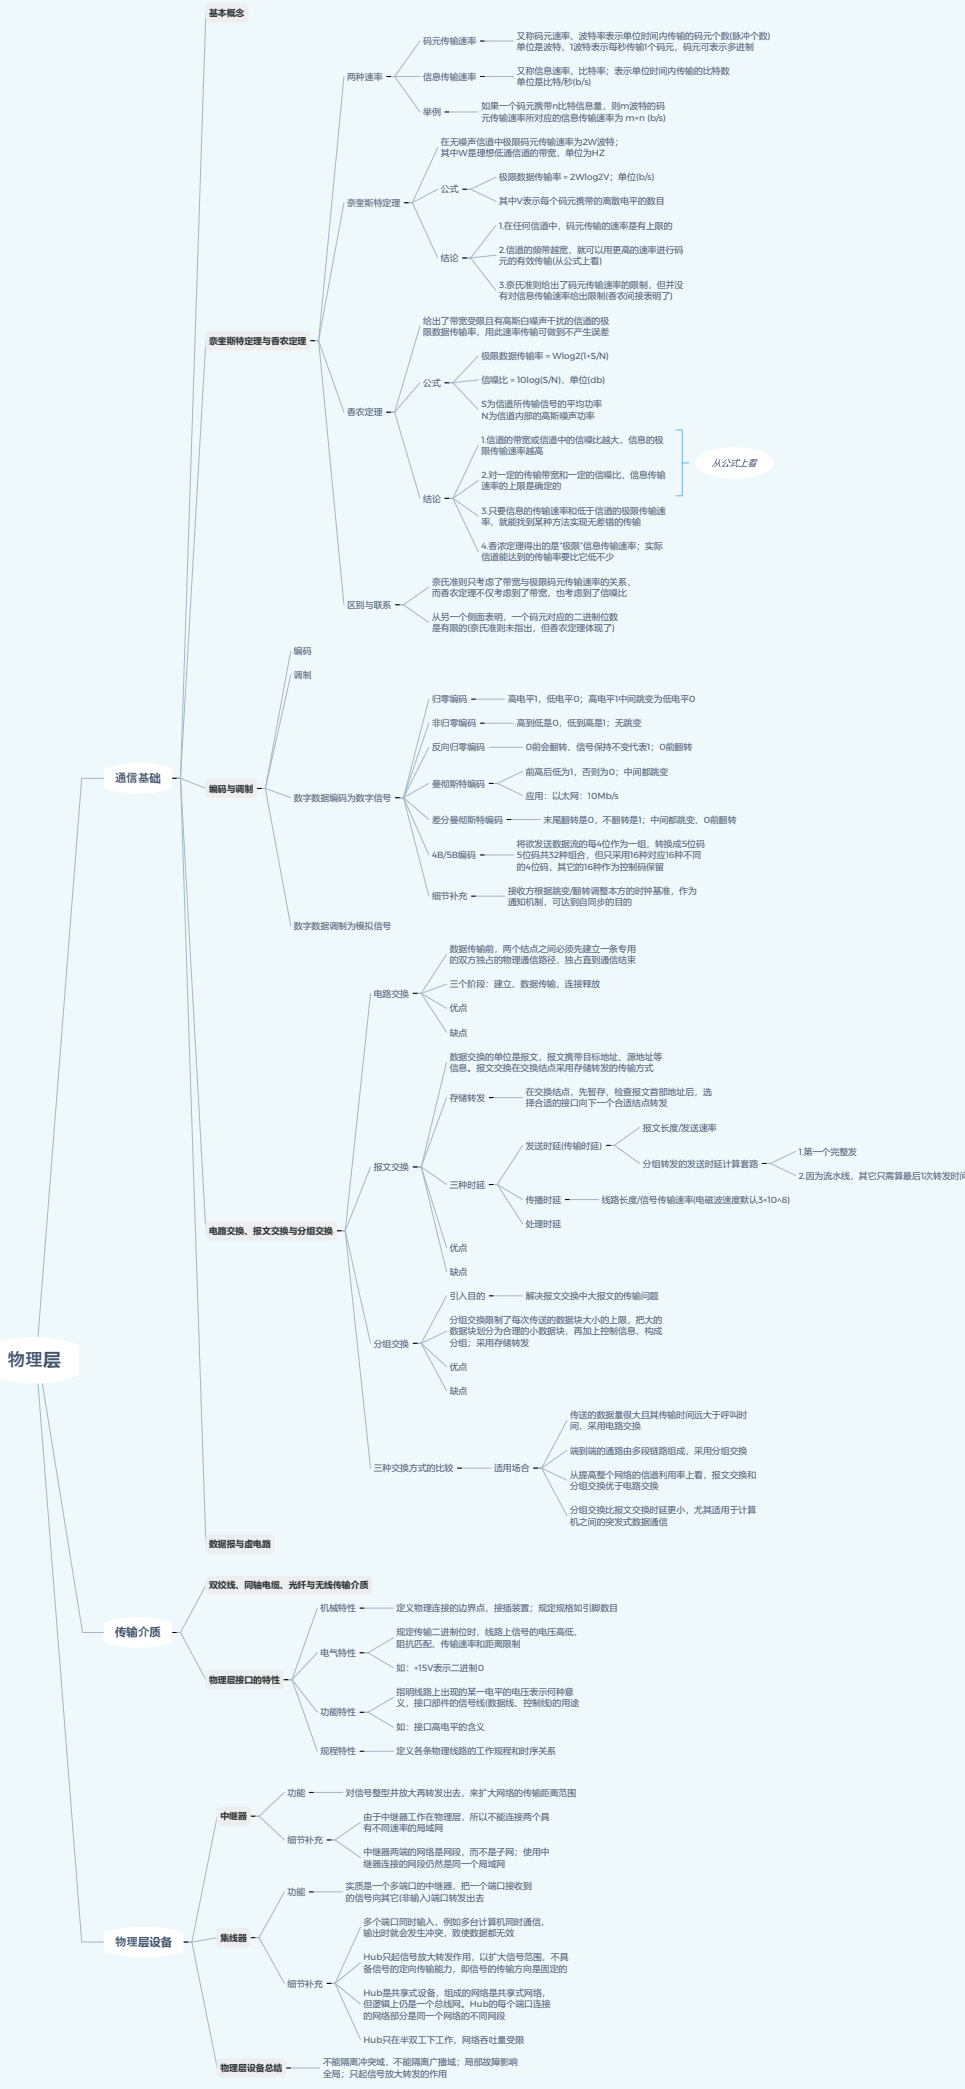 物理层
通信基础
基本概念
奈奎斯特定理与香农定理
两种速率
码元传输速率
又称码元速率、波特率表示单位时间内传输的码元个数(脉冲个数)
单位是波特，1波特表示每秒传输1个码元，码元可表示多进制
信息传输速率
又称信息速率、比特率；表示单位时间内传输的比特数
单位是比特/秒(b/s)
举例
如果一个码元携带n比特信息量，则m波特的码
元传输速率所对应的信息传输速率为 m×n (b/s)
奈奎斯特定理
在无噪声信道中极限码元传输速率为2W波特；
其中W是理想低通信道的带宽，单位为HZ
公式
极限数据传输率 = 2Wlog2V；单位(b/s)
其中V表示每个码元携带的离散电平的数目
结论
1.在任何信道中，码元传输的速率是有上限的
2.信道的频带越宽，就可以用更高的速率进行码
元的有效传输(从公式上看)
3.奈氏准则给出了码元传输速率的限制，但并没
有对信息传输速率给出限制(香农间接表明了)
香农定理
给出了带宽受限且有高斯白噪声干扰的信道的极
限数据传输率，用此速率传输可做到不产生误差
公式
极限数据传输率 = Wlog2(1+S/N)
信噪比 = 10log(S/N)，单位(db)
S为信道所传输信号的平均功率
N为信道内部的高斯噪声功率
结论
1.信道的带宽或信道中的信噪比越大，信息的极
限传输速率越高
2.对一定的传输带宽和一定的信噪比，信息传输
速率的上限是确定的
从公式上看
3.只要信息的传输速率和低于信道的极限传输速
率，就能找到某种方法实现无差错的传输
4.香浓定理得出的是"极限"信息传输速率；实际
信道能达到的传输率要比它低不少
区别与联系
奈氏准则只考虑了带宽与极限码元传输速率的关系，
而香农定理不仅考虑到了带宽，也考虑到了信噪比
从另一个侧面表明，一个码元对应的二进制位数
是有限的(奈氏准则未指出，但香农定理体现了)
编码与调制
编码
调制
数字数据编码为数字信号
归零编码
高电平1，低电平0；高电平1中间跳变为低电平0
非归零编码
高到低是0，低到高是1；无跳变
反向归零编码
0前会翻转、信号保持不变代表1；0前翻转
曼彻斯特编码
前高后低为1，否则为0；中间都跳变
应用：以太网：10Mb/s
差分曼彻斯特编码
末尾翻转是0，不翻转是1；中间都跳变、0前翻转
4B/5B编码
将欲发送数据流的每4位作为一组，转换成5位码
5位码共32种组合，但只采用16种对应16种不同
的4位码，其它的16种作为控制码保留
细节补充
接收方根据跳变/翻转调整本方的时钟基准，作为
通知机制，可达到自同步的目的
数字数据调制为模拟信号
电路交换、报文交换与分组交换
电路交换
数据传输前，两个结点之间必须先建立一条专用
的双方独占的物理通信路径，独占直到通信结束
三个阶段：建立、数据传输、连接释放
优点
缺点
报文交换
数据交换的单位是报文，报文携带目标地址、源地址等
信息。报文交换在交换结点采用存储转发的传输方式
存储转发
在交换结点，先暂存，检查报文首部地址后，选
择合适的接口向下一个合适结点转发
三种时延
发送时延(传输时延)
报文长度/发送速率
分组转发的发送时延计算套路
1.第一个完整发
2.因为流水线，其它只需算最后1次转发时间
传播时延
线路长度/信号传输速率(电磁波速度默认3×10^8)
处理时延
优点
缺点
分组交换
引入目的
解决报文交换中大报文的传输问题
分组交换限制了每次传送的数据块大小的上限，把大的
数据块划分为合理的小数据块，再加上控制信息、构成
分组；采用存储转发
优点
缺点
三种交换方式的比较
适用场合
传送的数据量很大且其传输时间远大于呼叫时
间，采用电路交换
端到端的通路由多段链路组成，采用分组交换
从提高整个网络的信道利用率上看，报文交换和
分组交换优于电路交换
分组交换比报文交换时延更小，尤其适用于计算
机之间的突发式数据通信
数据报与虚电路
传输介质
双绞线、同轴电缆、光纤与无线传输介质
物理层接口的特性
机械特性
定义物理连接的边界点，接插装置；规定规格如引脚数目
电气特性
规定传输二进制位时，线路上信号的电压高低、
阻抗匹配、传输速率和距离限制
如：+15V表示二进制0
功能特性
指明线路上出现的某一电平的电压表示何种意
义，接口部件的信号线(数据线、控制线)的用途
如：接口高电平的含义
规程特性
定义各条物理线路的工作规程和时序关系
物理层设备
中继器
功能
对信号整型并放大再转发出去，来扩大网络的传输距离范围
细节补充
由于中继器工作在物理层，所以不能连接两个具
有不同速率的局域网
中继器两端的网络是网段，而不是子网；使用中
继器连接的网段仍然是同一个局域网
集线器
功能
实质是一个多端口的中继器，把一个端口接收到
的信号向其它(非输入)端口转发出去
细节补充
多个端口同时输入，例如多台计算机同时通信，
输出时就会发生冲突，致使数据都无效
Hub只起信号放大转发作用，以扩大信号范围，不具
备信号的定向传输能力，即信号的传输方向是固定的
Hub是共享式设备，组成的网络是共享式网络，
但逻辑上仍是一个总线网。Hub的每个端口连接
的网络部分是同一个网络的不同网段
Hub只在半双工下工作，网络吞吐量受限
物理层设备总结
不能隔离冲突域，不能隔离广播域；局部故障影响
全局；只起信号放大转发的作用